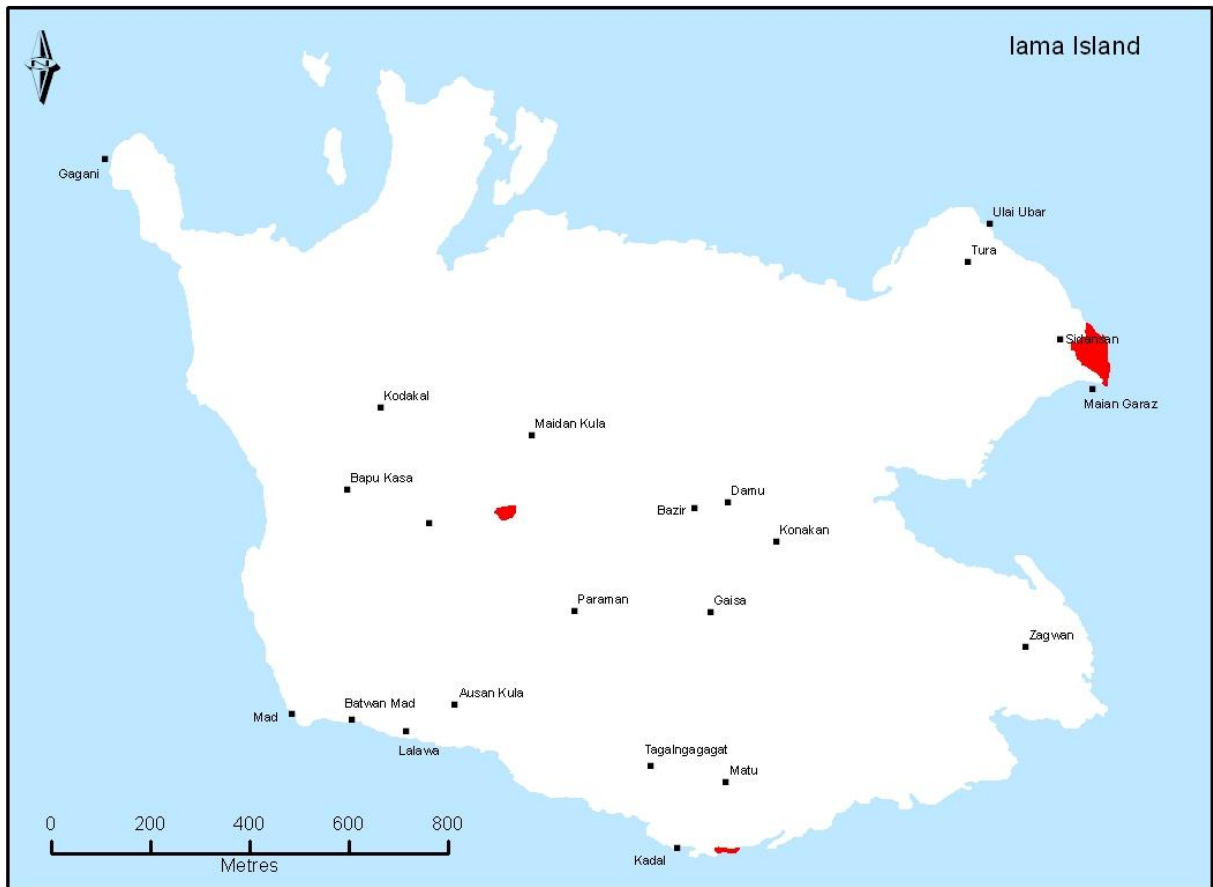 Iama Island
N
Gagani
Ulai Ubar
Tura
Sidansan
Maian Garaz
Kodakal
Maidan Kula
Bapu Kasa
Damu
Bazir
Konakan
Paraman
Gaisa
Zagwan
Ausan Kula
Batwan Mad
Mad
Lalawa
Tagalngagagat
Matu
Kadal
0 200 400 600 800
Metres